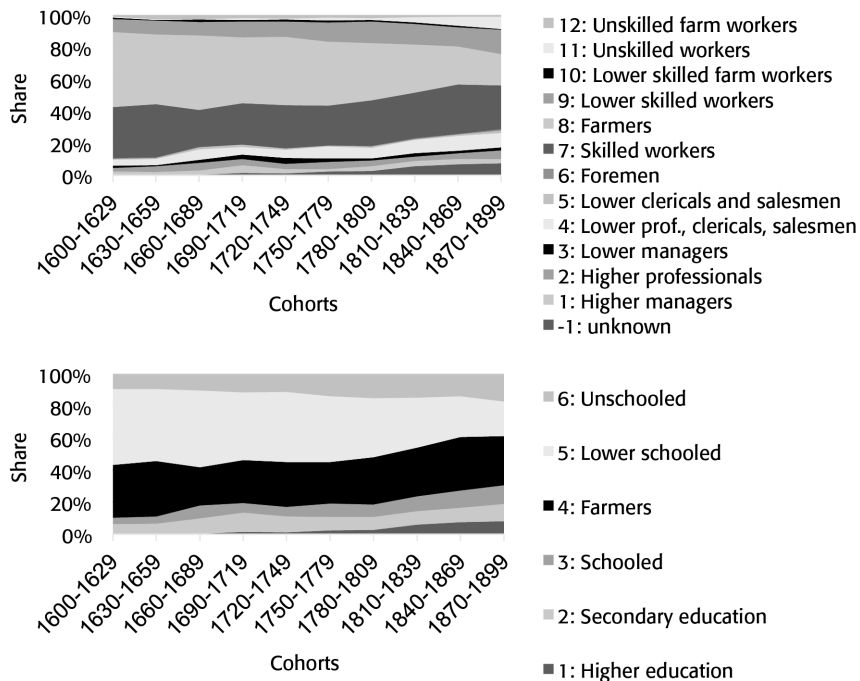 100%
80%
60%
40%
20%
0%
Share
1600-1629
1630-1659
1660-1689
1690-1719
1720-1749
1750-1779
1780-1809
1810-1839
1840-1869
1870-1899
Cohorts
12: Unskilled farm workers
11: Unskilled workers
10: Lower skilled farm workers
9: Lower skilled workers
8: Farmers
7: Skilled workers
6: Foremen
5: Lower clericals and salesmen
4: Lower prof., clericals, salesmen
3: Lower managers
2: Higher professionals
1: Higher managers
-1: unknown
100%
80%
60%
40%
20%
0%
Share
1600-1629
1630-1659
1660-1689
1690-1719
1720-1749
1750-1779
1780-1809
1810-1839
1840-1869
1870-1899
Cohorts
6: Unschooled
5: Lower schooled
4: Farmers
3: Schooled
2: Secondary education
1: Higher education